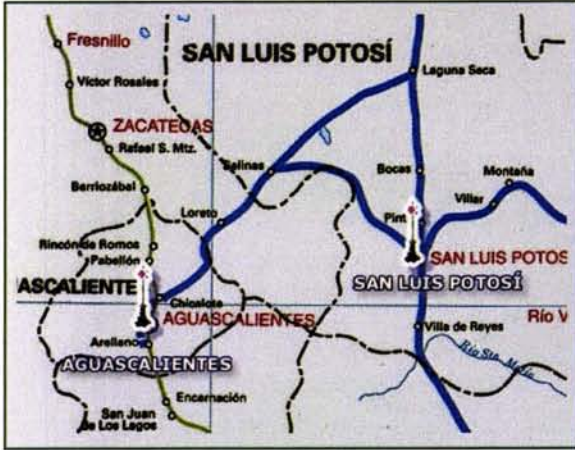 Fresnillo
SAN LUIS POTOSÍ
Laguna Seca
Víctor Rosales
ZACATECAS
Rafael S. Mtz.
Salinas
Bocas
Montaña
Berriozábal
Villar
Loreto
Pint
Rincón de Romos
Pabellón
SAN LUIS POTOS
ASCALIENTE
SAN LUIS POTOSÍ
Chicalote
AGUASCALIENTES
Río V
Villa de Reyes
Arellano
AGUASCALIENTES
Río Sta. María
Encarnación
San Juan
de Los Lagos